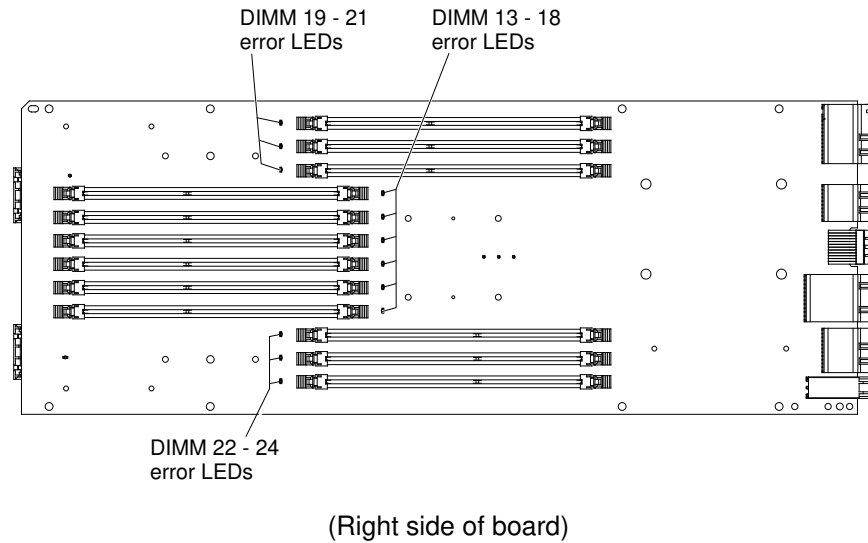 DIMM 19 - 21
error LEDs
DIMM 13 - 18
error LEDs
DIMM 22 - 24
error LEDs
(Right side of board)